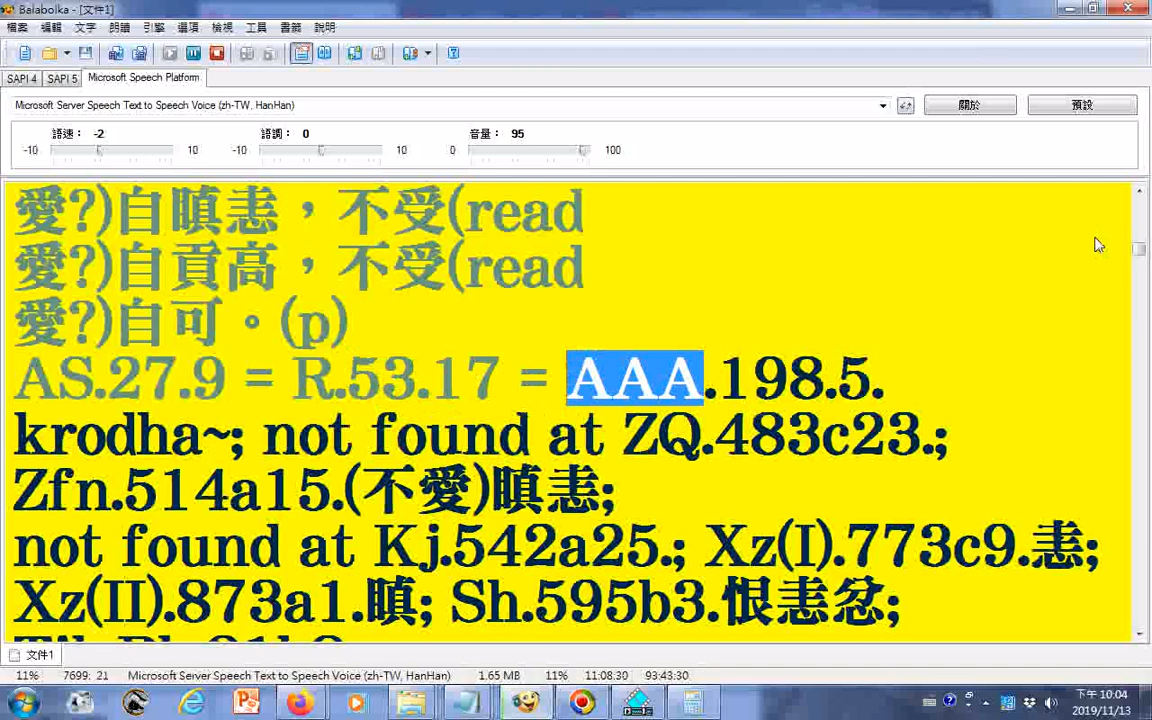 Balabolka - [文件1]
檔案 編輯 文字 朗讀 引擎 選項 檢視 工具 書籤 說明
SAPI 4 SAPI 5 Microsoft Speech Platform
Microsoft Server Speech Text to Speech Voice (zh-TW, HanHan) 關於 預設
語速： -2 語調： 0 音量： 95
-10 10 -10 10 0 100
愛?)自瞋恚，不受(read
愛?)自貢高，不受(read
愛?)自可。(p)
AS.27.9 = R.53.17 = AAA.198.5.
krodha~; not found at ZQ.483c23.;
Zfn.514a15.(不愛)瞋恚;
not found at Kj.542a25.; Xz(I).773c9.恚;
Xz(II).873a1.瞋; Sh.595b3.恨恚忿;
文件1
11% 7699: 21 Microsoft Server Speech Text to Speech Voice (zh-TW, HanHan) 1.65 MB 11% 11:08:30 93:43:30
下午 10:04
2019/11/13